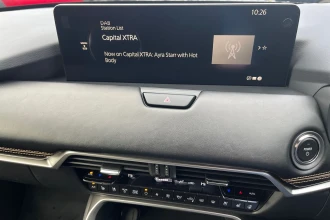 10:26
DAB
Station List
Capital XTRA
Now on Capital XTRA: Ayra Starr with Hot
Body